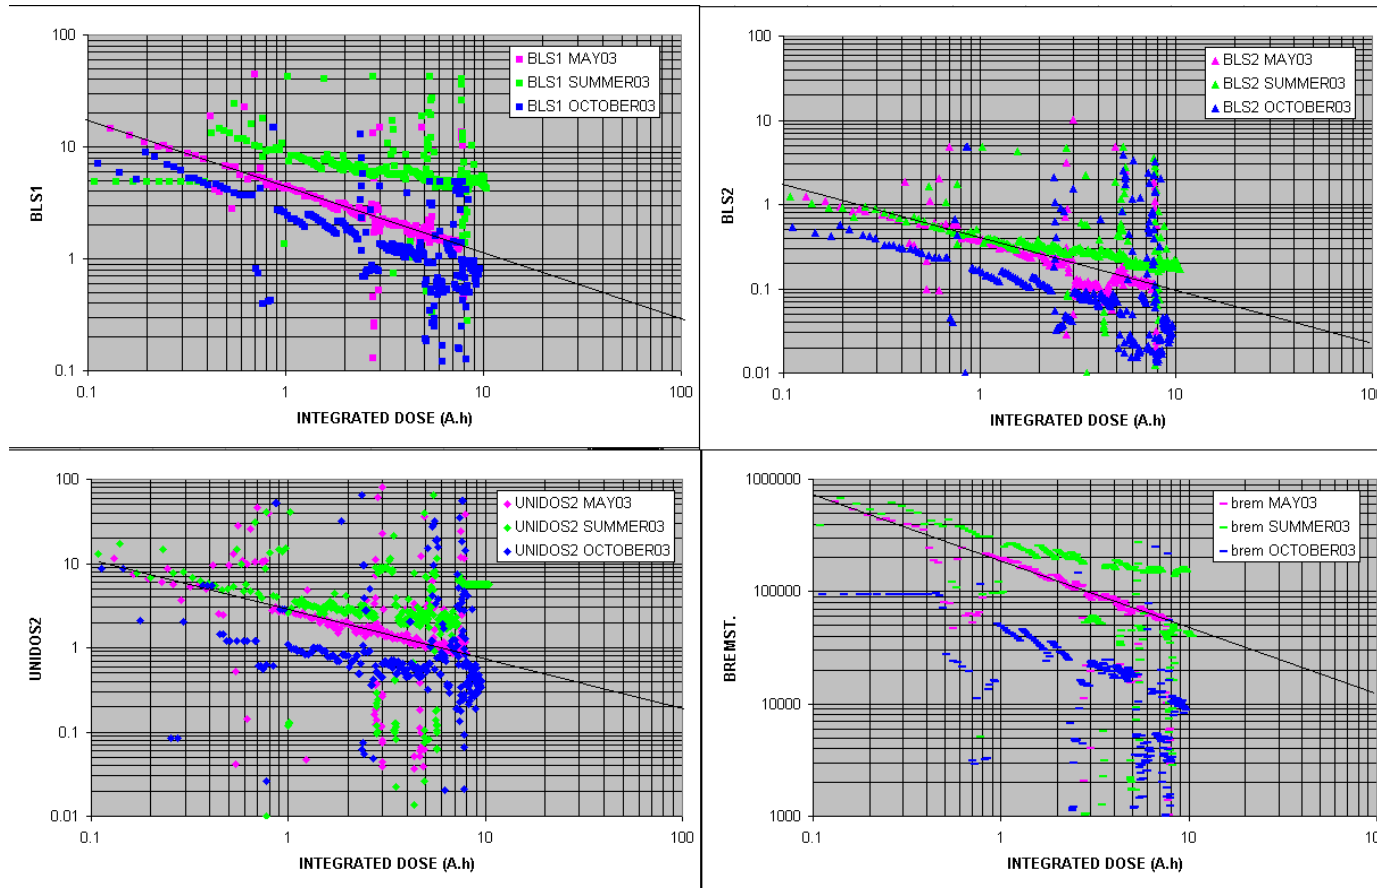 100
10
1
0.1
0.1
1
10
100
BLS1
INTEGRATED DOSE (A.h)
BLS1 MAY03
BLS1 SUMMER03
BLS1 OCTOBER03
100
10
1
0.1
0.01
0.1
1
10
100
BLS2
INTEGRATED DOSE (A.h)
BLS2 MAY03
BLS2 SUMMER03
BLS2 OCTOBER03
100
10
1
0.1
0.01
0.1
1
10
100
UNIDOS2
INTEGRATED DOSE (A.h)
UNIDOS2 MAY03
UNIDOS2 SUMMER03
UNIDOS2 OCTOBER03
1000000
100000
10000
1000
0.1
1
10
100
BREMST.
INTEGRATED DOSE (A.h)
brem MAY03
brem SUMMER03
brem OCTOBER03